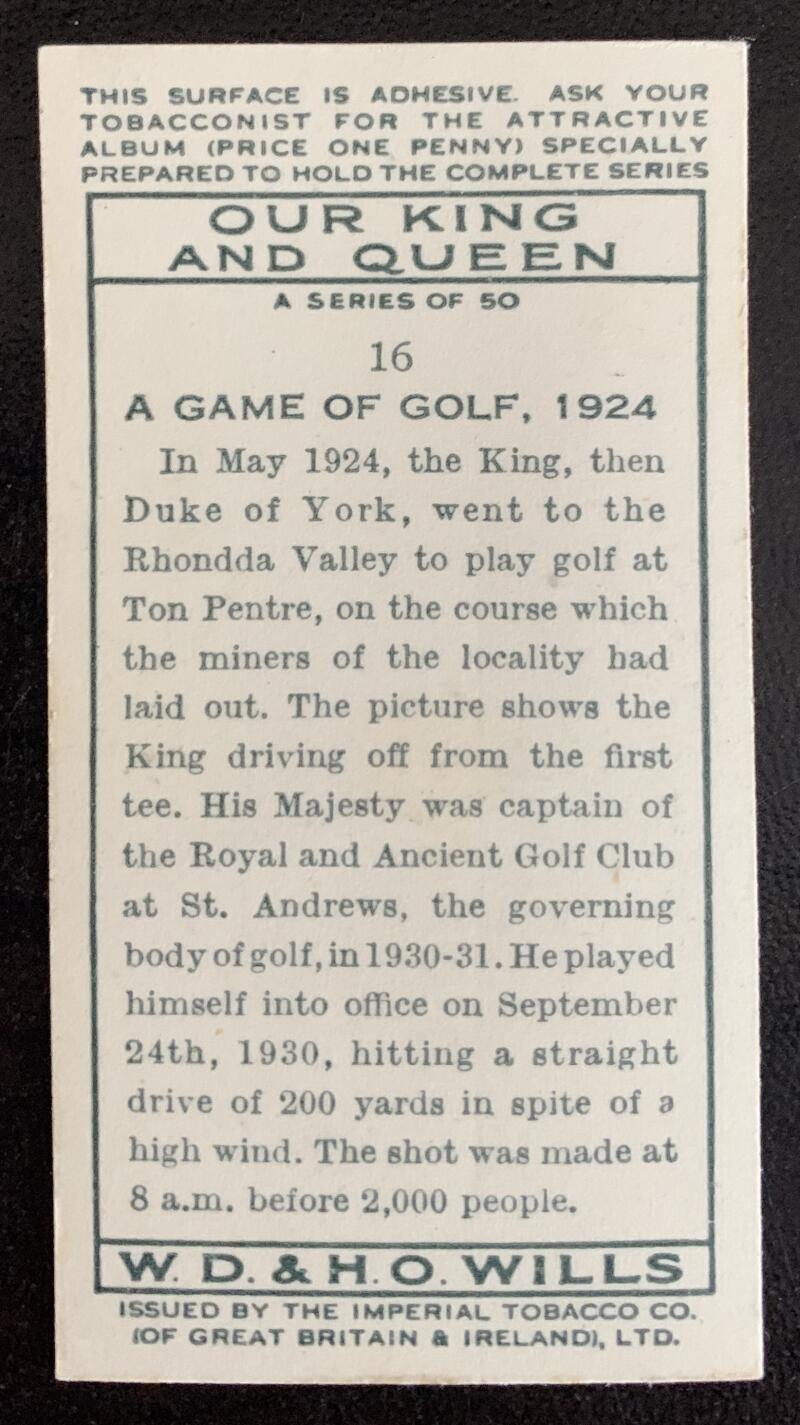 THIS SURFACE IS ADHESIVE. ASK YOUR
TOBACCONIST FOR THE ATTRACTIVE
ALBUM (PRICE ONE PENNY) SPECIALLY
PREPARED TO HOLD THE COMPLETE SERIES
OUR KING
AND QUEEN
A SERIES OF 50
16
A GAME OF GOLF, 1924
In May 1924, the King, then
Duke of York, went to the
Rhondda Valley to play golf at
Ton Pentre, on the course which
the miners of the locality had
laid out. The picture shows the
King driving off from the first
tee. His Majesty was captain of
the Royal and Ancient Golf Club
at St. Andrews, the governing
body of golf, in 1930-31. He played
himself into office on September
24th, 1930, hitting a straight
drive of 200 yards in spite of a
high wind. The shot was made at
8 a.m. before 2,000 people.
W. D. & H. O. WILLS
ISSUED BY THE IMPERIAL TOBACCO CO.
(OF GREAT BRITAIN & IRELAND), LTD.